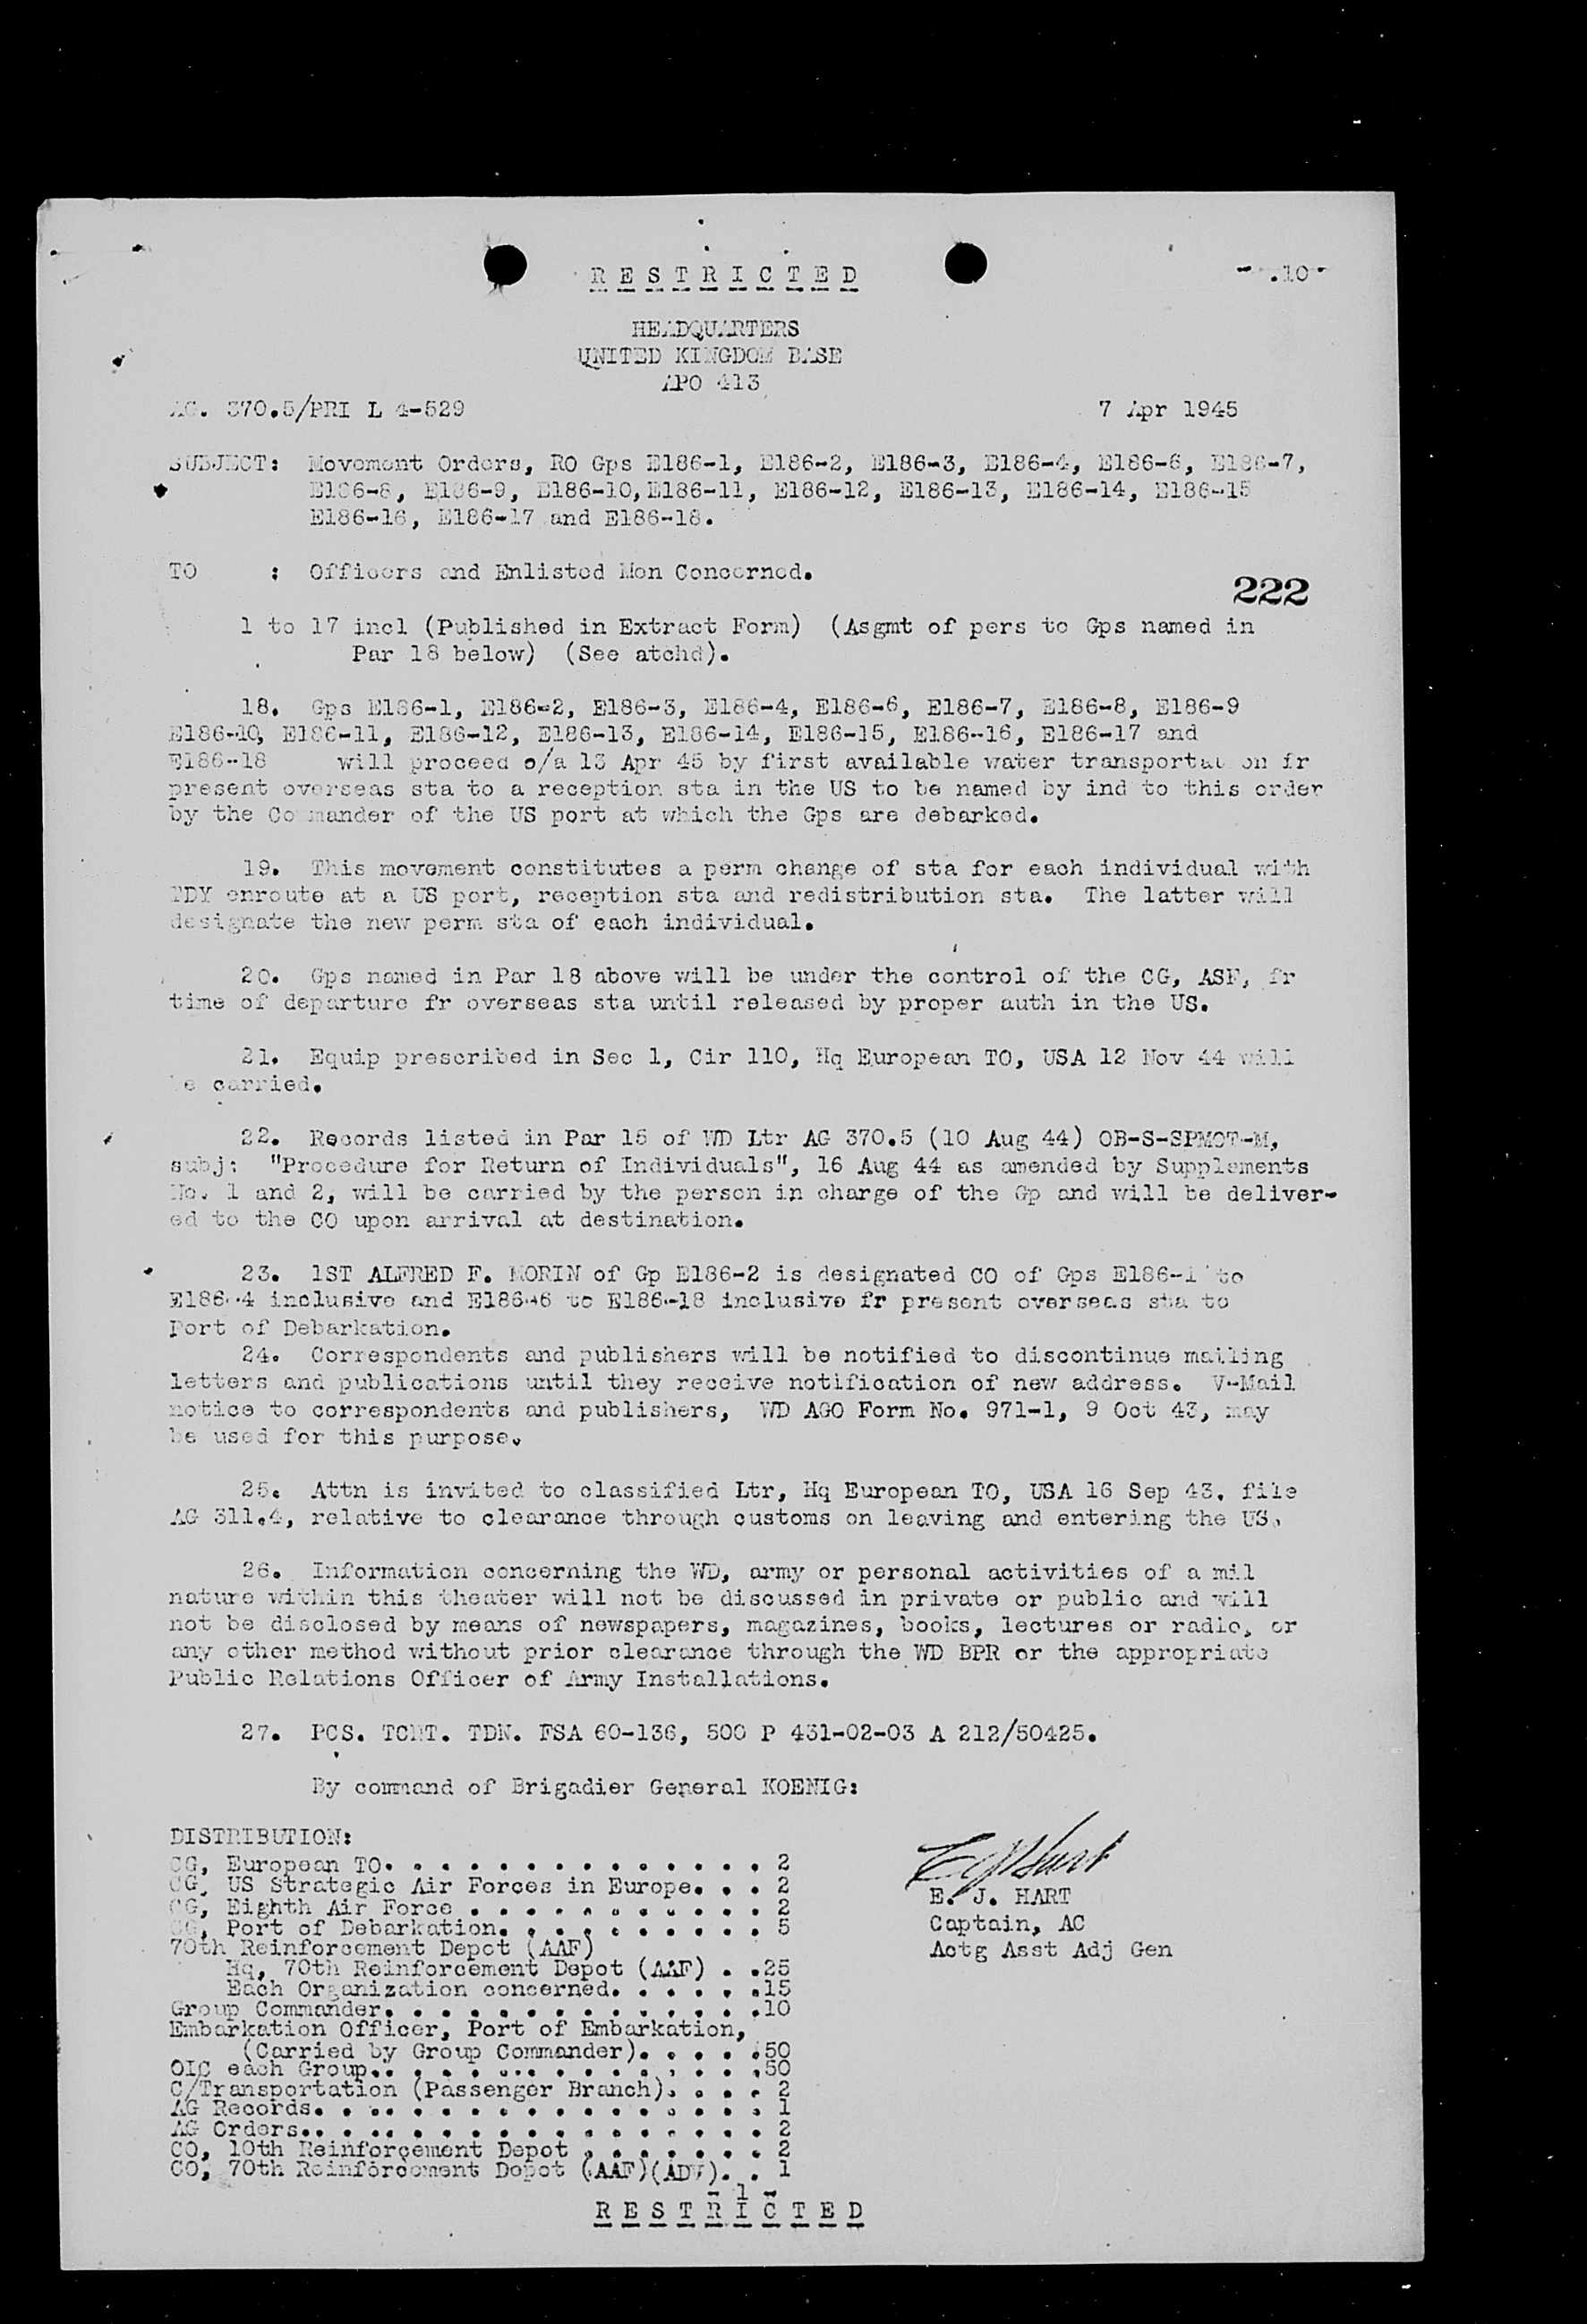 R E S T R I C T E D
- .10-
HEADQUARTERS
UNITED KINGDOM BASE
APO 413
AG. 370.5/PRI L 4-529 7 Apr 1945
SUBJECT: Movement Orders, RO Gps E186-1, E186-2, E186-3, E186-4, E186-6, E186-7,
E186-8, E186-9, E186-10,E186-11, E186-12, E186-13, E186-14, E186-15
E186-16, E186-17 and E186-18.
TO : Officers and Enlisted Men Concerned.
222
1 to 17 incl (Published in Extract Form) (Asgmt of pers to Gps named in
Par 18 below) (See atchd).
18. Gps E186-1, E186-2, E186-3, E186-4, E186-6, E186-7, E186-8, E186-9
E186-10, E186-11, E186-12, E186-13, E186-14, E186-15, E186-16, E186-17 and
E186-18 will proceed o/a 13 Apr 45 by first available water transportation fr
present overseas sta to a reception sta in the US to be named by ind to this order
by the Commander of the US port at which the Gps are debarked.
19. This movement constitutes a perm change of sta for each individual with
TDY enroute at a US port, reception sta and redistribution sta. The latter will
designate the new perm sta of each individual.
20. Gps named in Par 18 above will be under the control of the CG, ASF, fr
time of departure fr overseas sta until released by proper auth in the US.
21. Equip prescribed in Sec 1, Cir 110, Hq European TO, USA 12 Nov 44 will
be carried.
22. Records listed in Par 15 of WD Ltr AG 370.5 (10 Aug 44) OB-S-SPMOT-M,
subj: "Procedure for Return of Individuals", 16 Aug 44 as amended by Supplements
No. 1 and 2, will be carried by the person in charge of the Gp and will be deliver-
ed to the CO upon arrival at destination.
23. 1ST ALFRED F. MORIN of Gp E186-2 is designated CO of Gps E186-1 to
E186-4 inclusive and E186-6 to E186-18 inclusive fr present overseas sta to
Port of Debarkation.
24. Correspondents and publishers will be notified to discontinue mailing
letters and publications until they receive notification of new address. V-Mail
notice to correspondents and publishers, WD AGO Form No. 971-1, 9 Oct 43, may
be used for this purpose.
25. Attn is invited to classified Ltr, Hq European TO, USA 16 Sep 43. file
AG 311.4, relative to clearance through customs on leaving and entering the US.
26. Information concerning the WD, army or personal activities of a mil
nature within this theater will not be discussed in private or public and will
not be disclosed by means of newspapers, magazines, books, lectures or radio, or
any other method without prior clearance through the WD BPR or the appropriate
Public Relations Officer of Army Installations.
27. PCS. TCNT. TDN. FSA 60-136, 500 P 431-02-03 A 212/50425.
By command of Brigadier General KOENIG:
DISTRIBUTION:
CG, European TO. . . . . . . . . . . . . . 2
CG, US Strategic Air Forces in Europe. . . 2
CG, Eighth Air Force . . . . . . . . . . . 2
CG, Port of Debarkation. . . . . . . . . . 5
70th Reinforcement Depot (AAF)
Hq, 70th Reinforcement Depot (AAF) . .25
Each Organization concerned. . . . . .15
Group Commander. . . . . . . . . . . . . .10
Embarkation Officer, Port of Embarkation,
(Carried by Group Commander). . . . .50
OIC each Group.. . . . . . . . . . . . . .50
C/Transportation (Passenger Branch). . . . 2
AG Records. . . . . . . . . . . . . . . . 1
AG Orders.. . . . . . . . . . . . . . . . 2
CO, 10th Reinforcement Depot . . . . . . . 2
CO, 70th Reinforcement Depot (AAF)(ADV). . 1
E. J. HART
Captain, AC
Actg Asst Adj Gen
- 1 -
R E S T R I C T E D